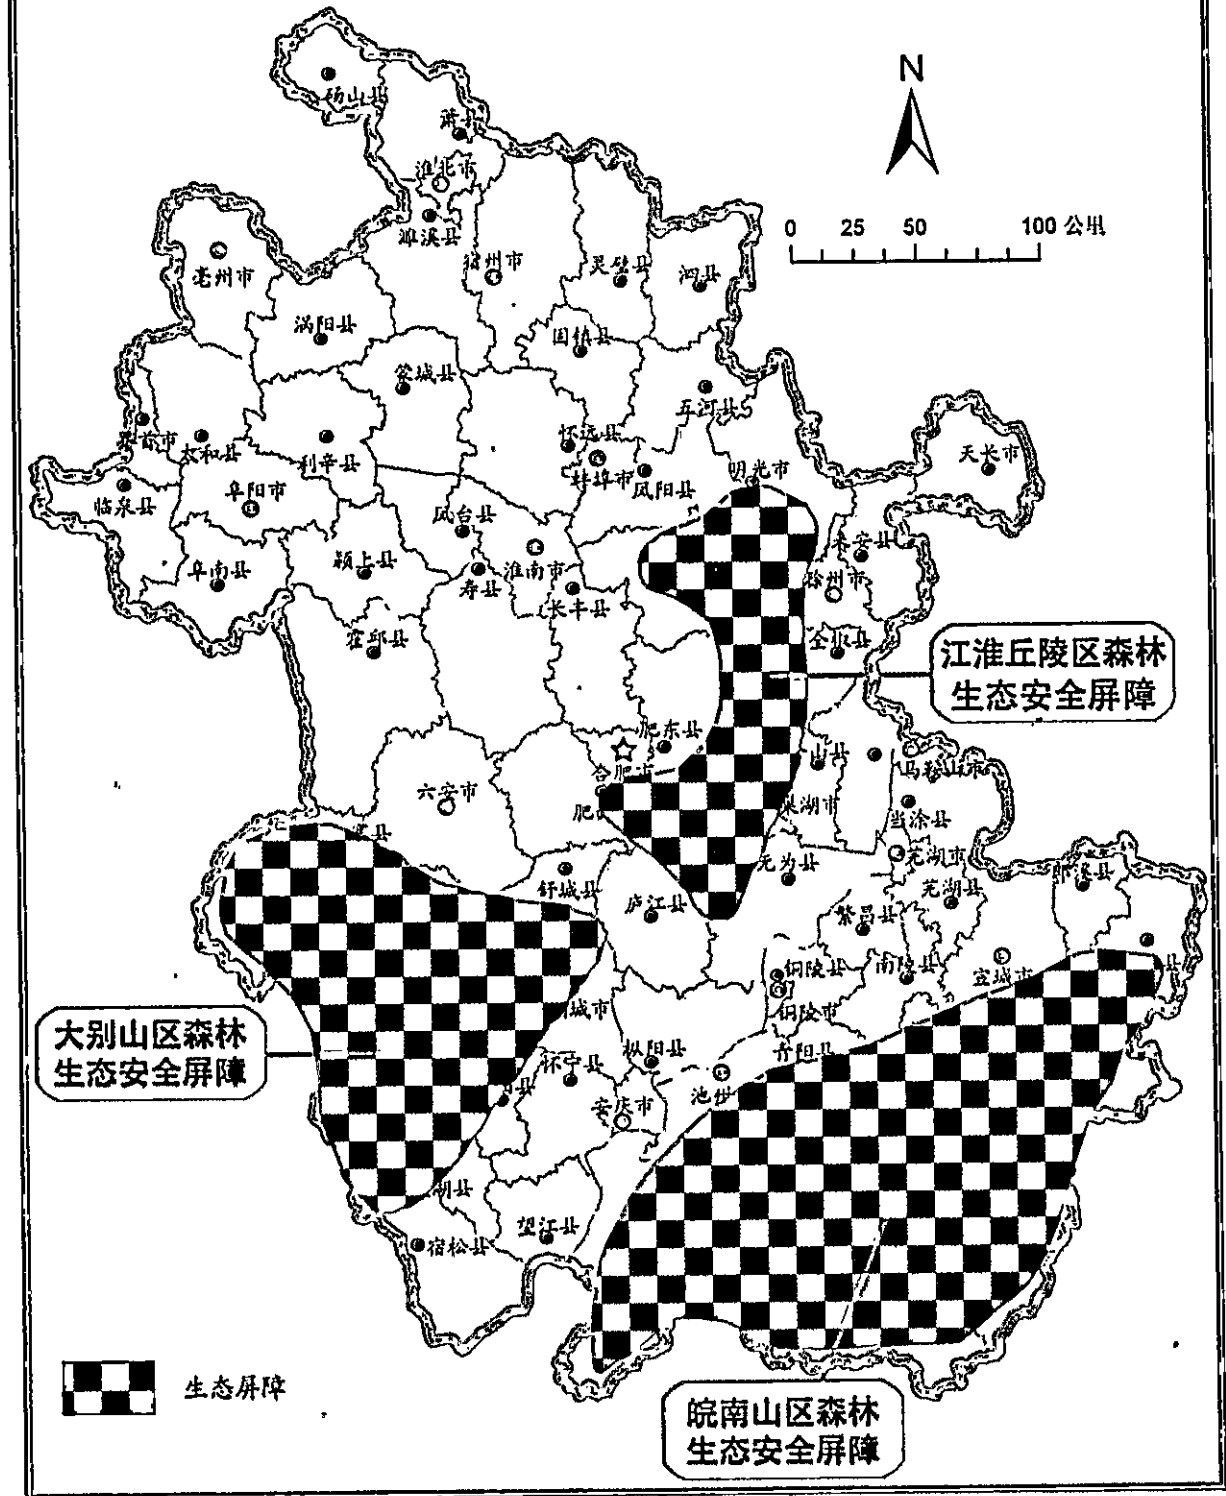 砀山县
萧县
N
淮北市
濉溪县
0 25 50 100 公里
亳州市
宿州市
灵璧县
泗县
涡阳县
固镇县
蒙城县
五河县
界首市
太和县
利辛县
怀远县
蚌埠市
凤阳县
明光市
天长市
临泉县
阜阳市
凤台县
来安县
阜南县
颍上县
寿县
淮南市
长丰县
滁州市
霍邱县
全椒县
江淮丘陵区森林
生态安全屏障
肥东县
合肥市
山县
马鞍山市
六安市
肥
巢湖市
当涂县
县
无为县
芜湖市
芜湖县
郎溪县
舒城县
庐江县
繁昌县
铜陵县
南陵县
宣城市
县
大别山区森林
生态安全屏障
城市
铜陵市
怀宁县
枞阳县
青阳县
县
安庆市
池
湖县
望江县
宿松县
生态屏障
皖南山区森林
生态安全屏障